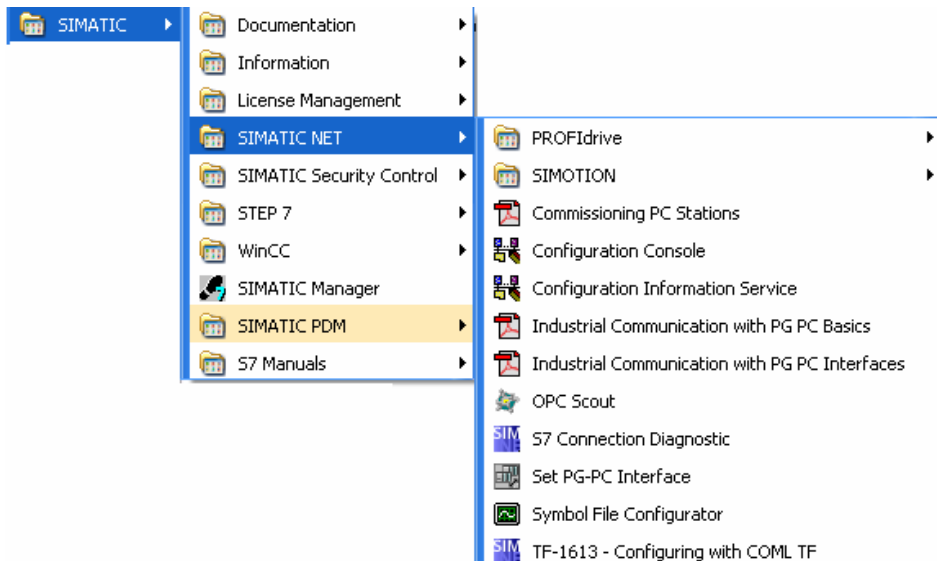 SIMATIC
Documentation
Information
License Management
SIMATIC NET
SIMATIC Security Control
STEP 7
WinCC
SIMATIC Manager
SIMATIC PDM
S7 Manuals
PROFIdrive
SIMOTION
Commissioning PC Stations
Configuration Console
Configuration Information Service
Industrial Communication with PG PC Basics
Industrial Communication with PG PC Interfaces
OPC Scout
S7 Connection Diagnostic
Set PG-PC Interface
Symbol File Configurator
TF-1613 - Configuring with COML TF